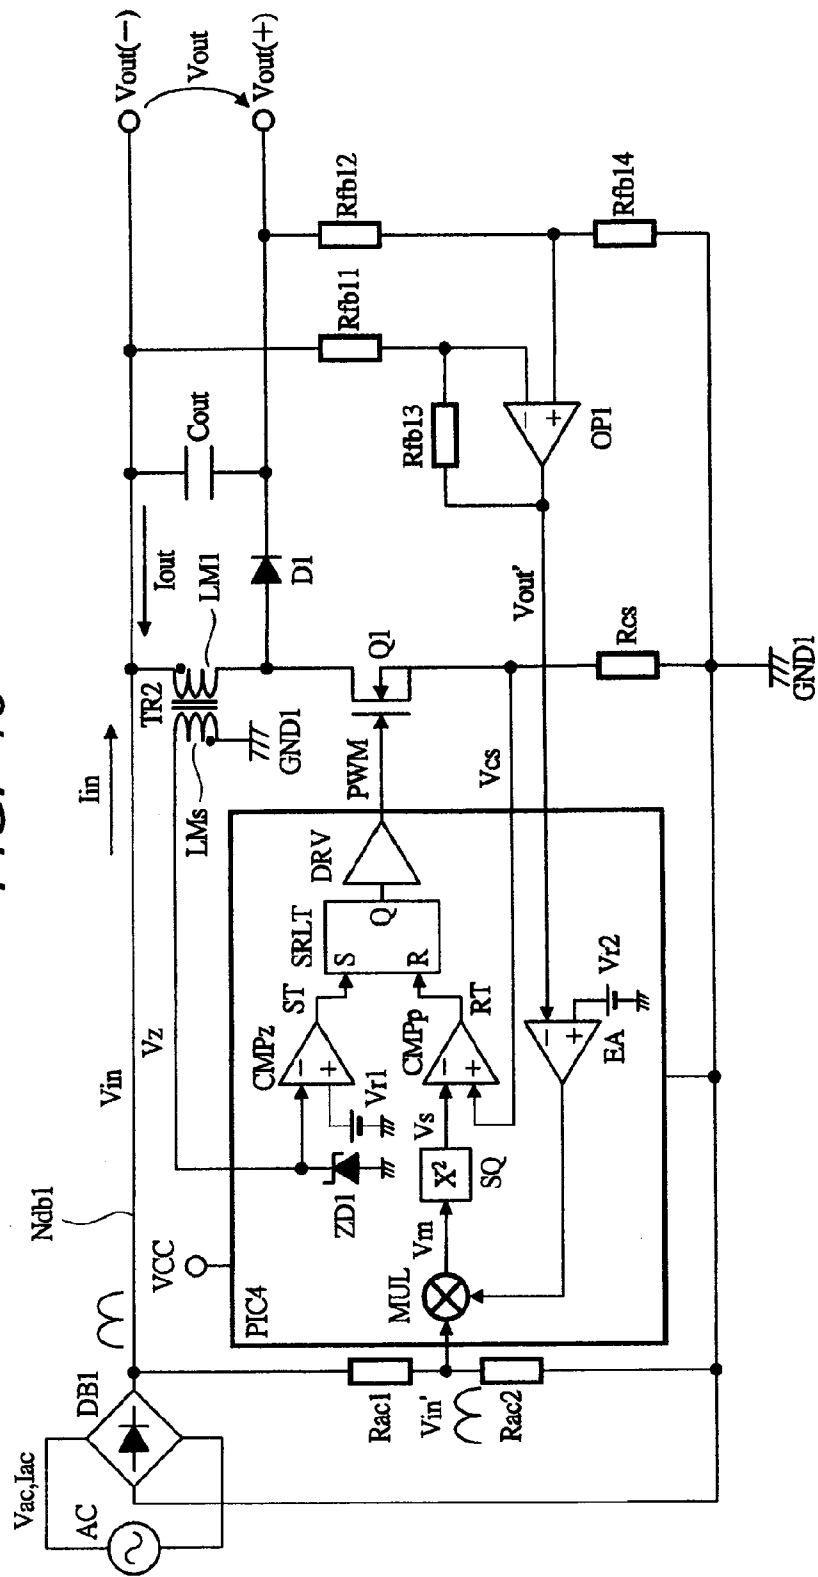 Vac,Iac
AC
DB1
Ndb1
Vin
Iin
Vz
VCC
PIC4
LMs
TR2
LM1
GND1
Iout
Cout
Vout(−)
Vout
Vout(+)
D1
Q1
PWM
DRV
SRLT
S
Q
R
ST
CMPz
−
+
Vr1
ZD1
RT
CMPp
−
+
Vs
X²
SQ
Vm
MUL
Rac1
Vin'
Rac2
Vcs
Vout'
EA
−
+
Vr2
Rcs
GND1
Rfb11
Rfb12
Rfb13
Rfb14
OP1
−
+